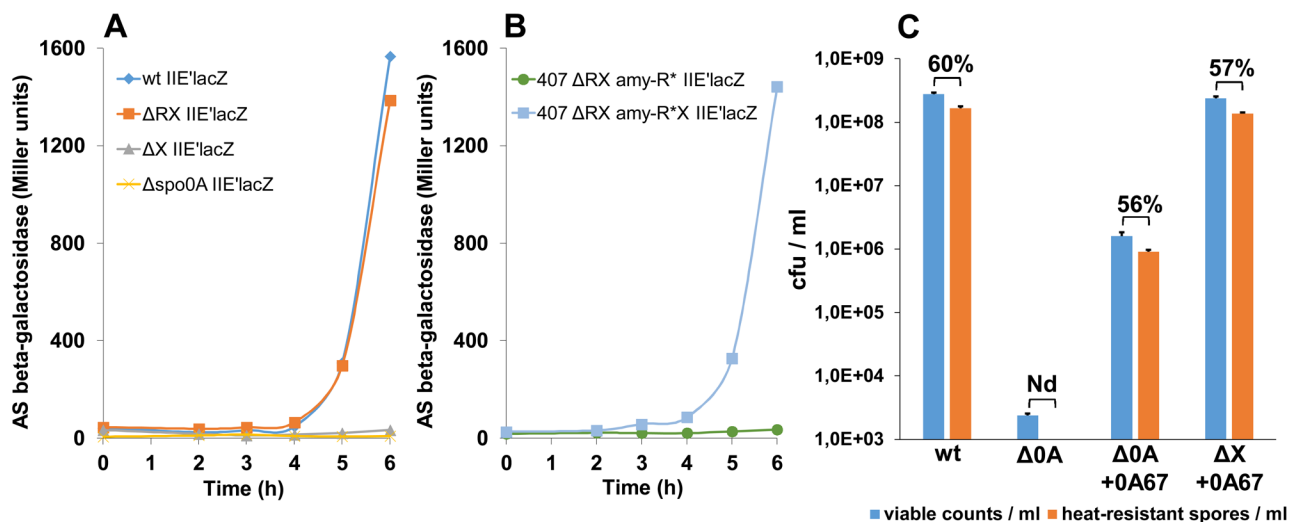 A
AS beta-galactosidase (Miller units)
1600
1200
800
400
0
wt IIE'lacZ
ΔRX IIE'lacZ
ΔX IIE'lacZ
Δspo0A IIE'lacZ
0 1 2 3 4 5 6
Time (h)
B
AS beta-galactosidase (Miller units)
1600
1200
800
400
0
407 ΔRX amy-R* IIE'lacZ
407 ΔRX amy-R*X IIE'lacZ
0 1 2 3 4 5 6
Time (h)
C
cfu / ml
1,0E+09
1,0E+08
1,0E+07
1,0E+06
1,0E+05
1,0E+04
1,0E+03
60%
Nd
56%
57%
wt Δ0A Δ0A ΔX
+0A67 +0A67
viable counts / ml heat-resistant spores / ml